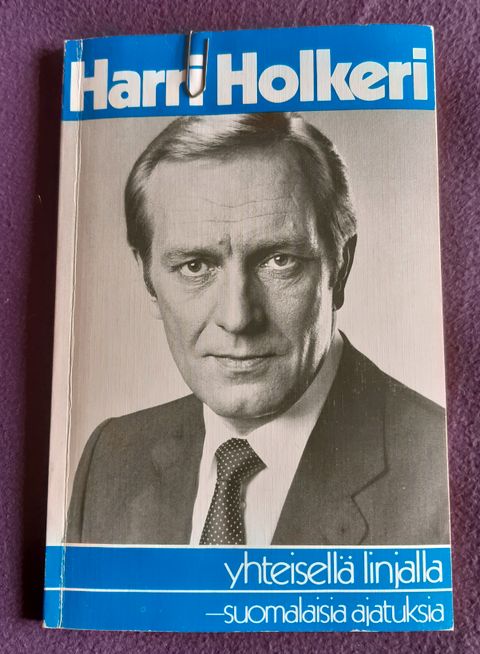 Harri Holkeri
yhteisellä linjalla
—suomalaisia ajatuksia